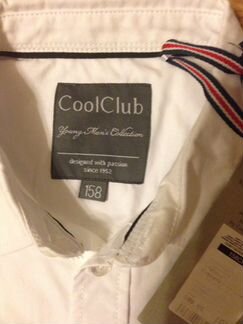 CoolClub
Young Men's Collection
designed with passion
since 1952
158